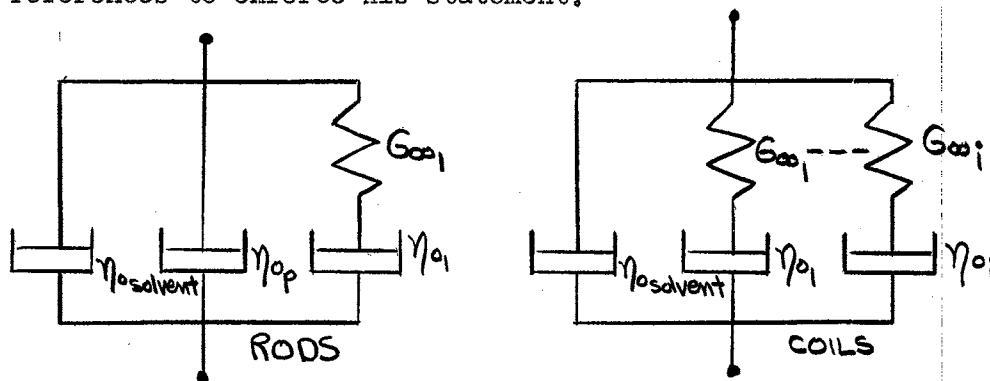 references to enforce his statement.
G∞₁
η₀solvent
η₀p
η₀₁
RODS
G∞₁ --- G∞i
η₀solvent
η₀₁
η₀i
COILS